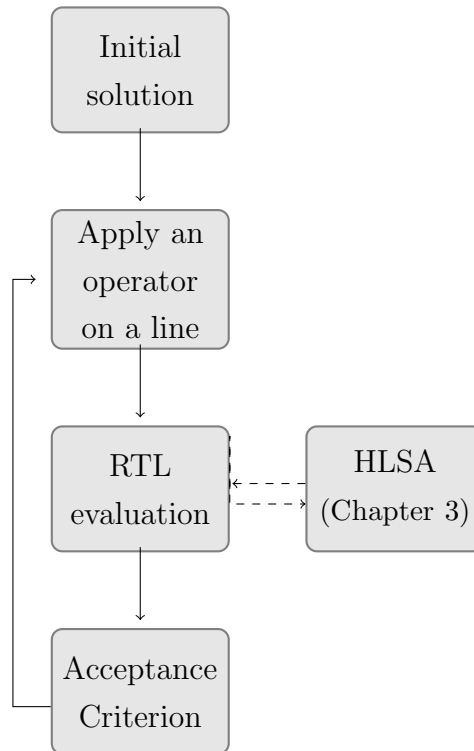 Initial
solution
Apply an
operator
on a line
RTL
evaluation
HLSA
(Chapter 3)
Acceptance
Criterion